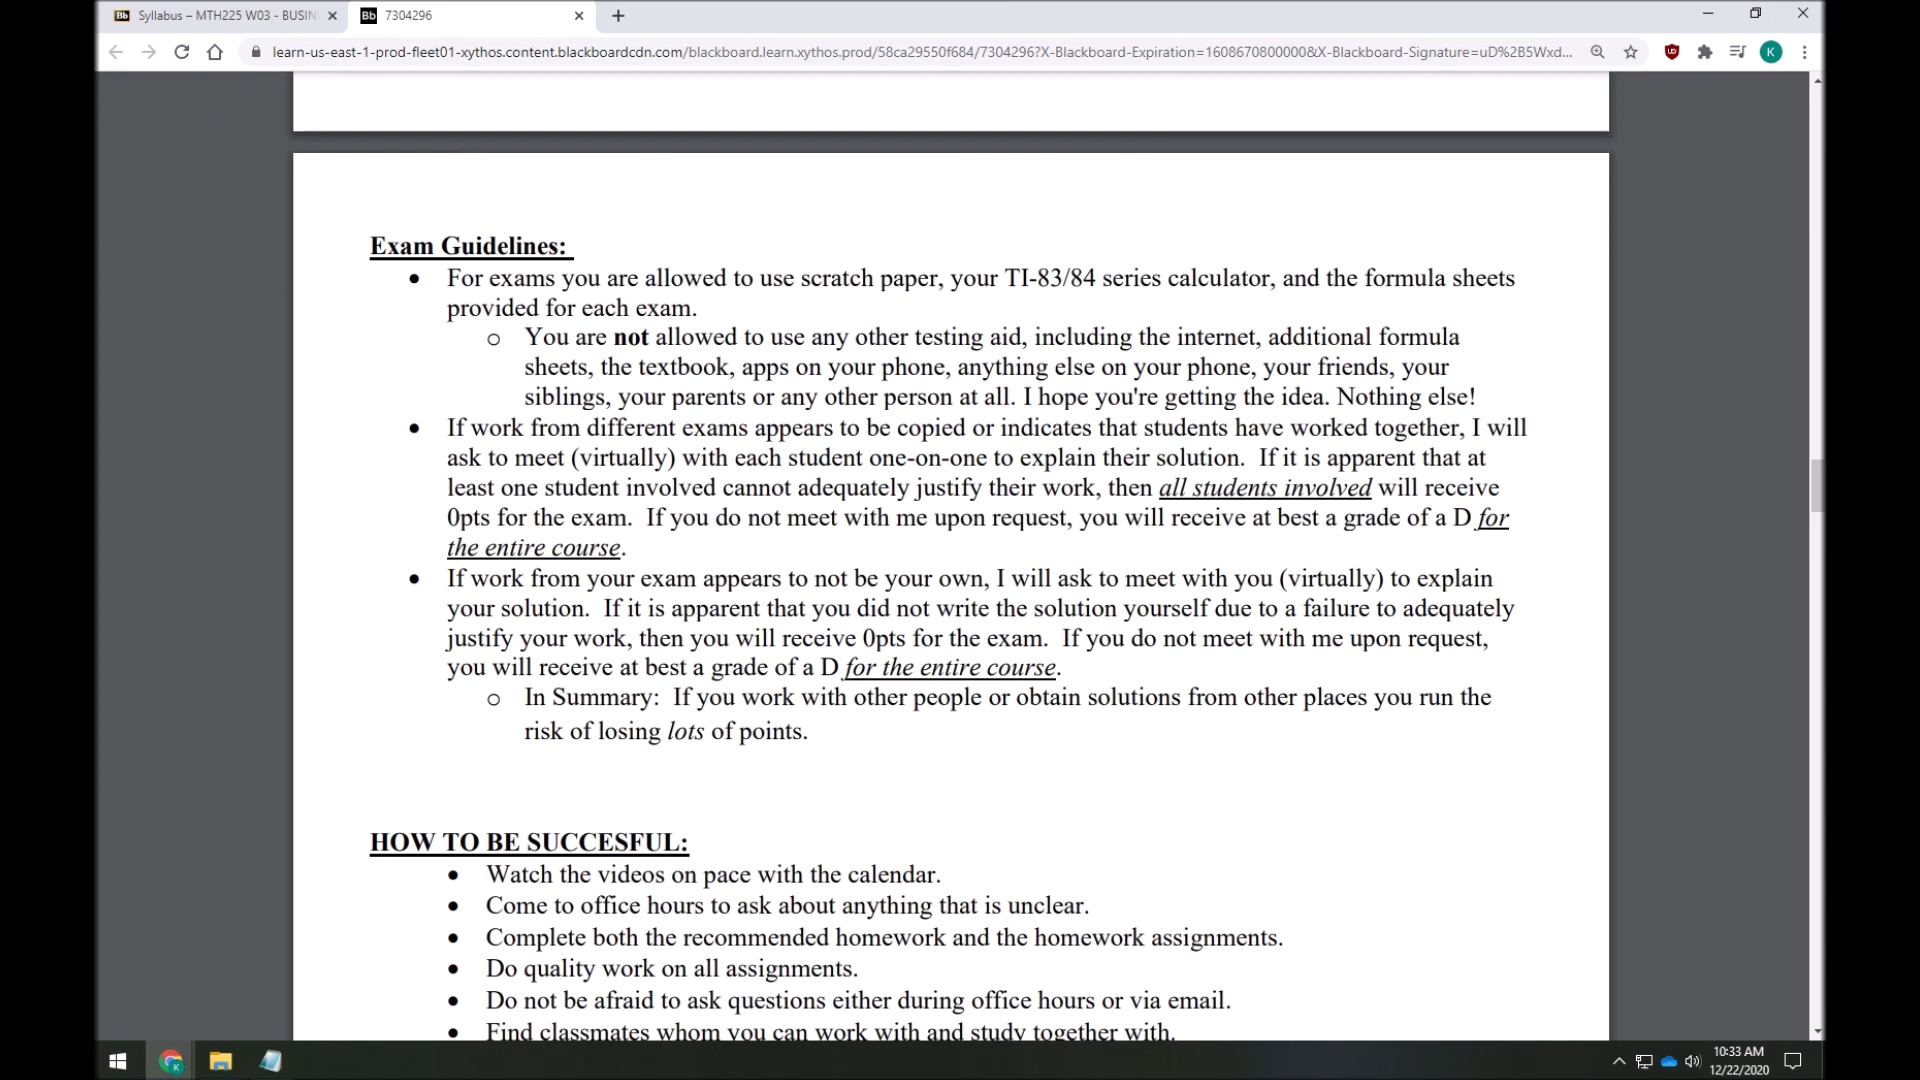 Syllabus – MTH225 W03 - BUSIN
7304296
learn-us-east-1-prod-fleet01-xythos.content.blackboardcdn.com/blackboard.learn.xythos.prod/58ca29550f684/7304296?X-Blackboard-Expiration=1608670800000&X-Blackboard-Signature=uD%2B5Wxd...
Exam Guidelines:
• For exams you are allowed to use scratch paper, your TI-83/84 series calculator, and the formula sheets
provided for each exam.
o You are not allowed to use any other testing aid, including the internet, additional formula
sheets, the textbook, apps on your phone, anything else on your phone, your friends, your
siblings, your parents or any other person at all. I hope you're getting the idea. Nothing else!
• If work from different exams appears to be copied or indicates that students have worked together, I will
ask to meet (virtually) with each student one-on-one to explain their solution. If it is apparent that at
least one student involved cannot adequately justify their work, then all students involved will receive
0pts for the exam. If you do not meet with me upon request, you will receive at best a grade of a D for
the entire course.
• If work from your exam appears to not be your own, I will ask to meet with you (virtually) to explain
your solution. If it is apparent that you did not write the solution yourself due to a failure to adequately
justify your work, then you will receive 0pts for the exam. If you do not meet with me upon request,
you will receive at best a grade of a D for the entire course.
o In Summary: If you work with other people or obtain solutions from other places you run the
risk of losing lots of points.
HOW TO BE SUCCESFUL:
• Watch the videos on pace with the calendar.
• Come to office hours to ask about anything that is unclear.
• Complete both the recommended homework and the homework assignments.
• Do quality work on all assignments.
• Do not be afraid to ask questions either during office hours or via email.
• Find classmates whom you can work with and study together with.
10:33 AM
12/22/2020